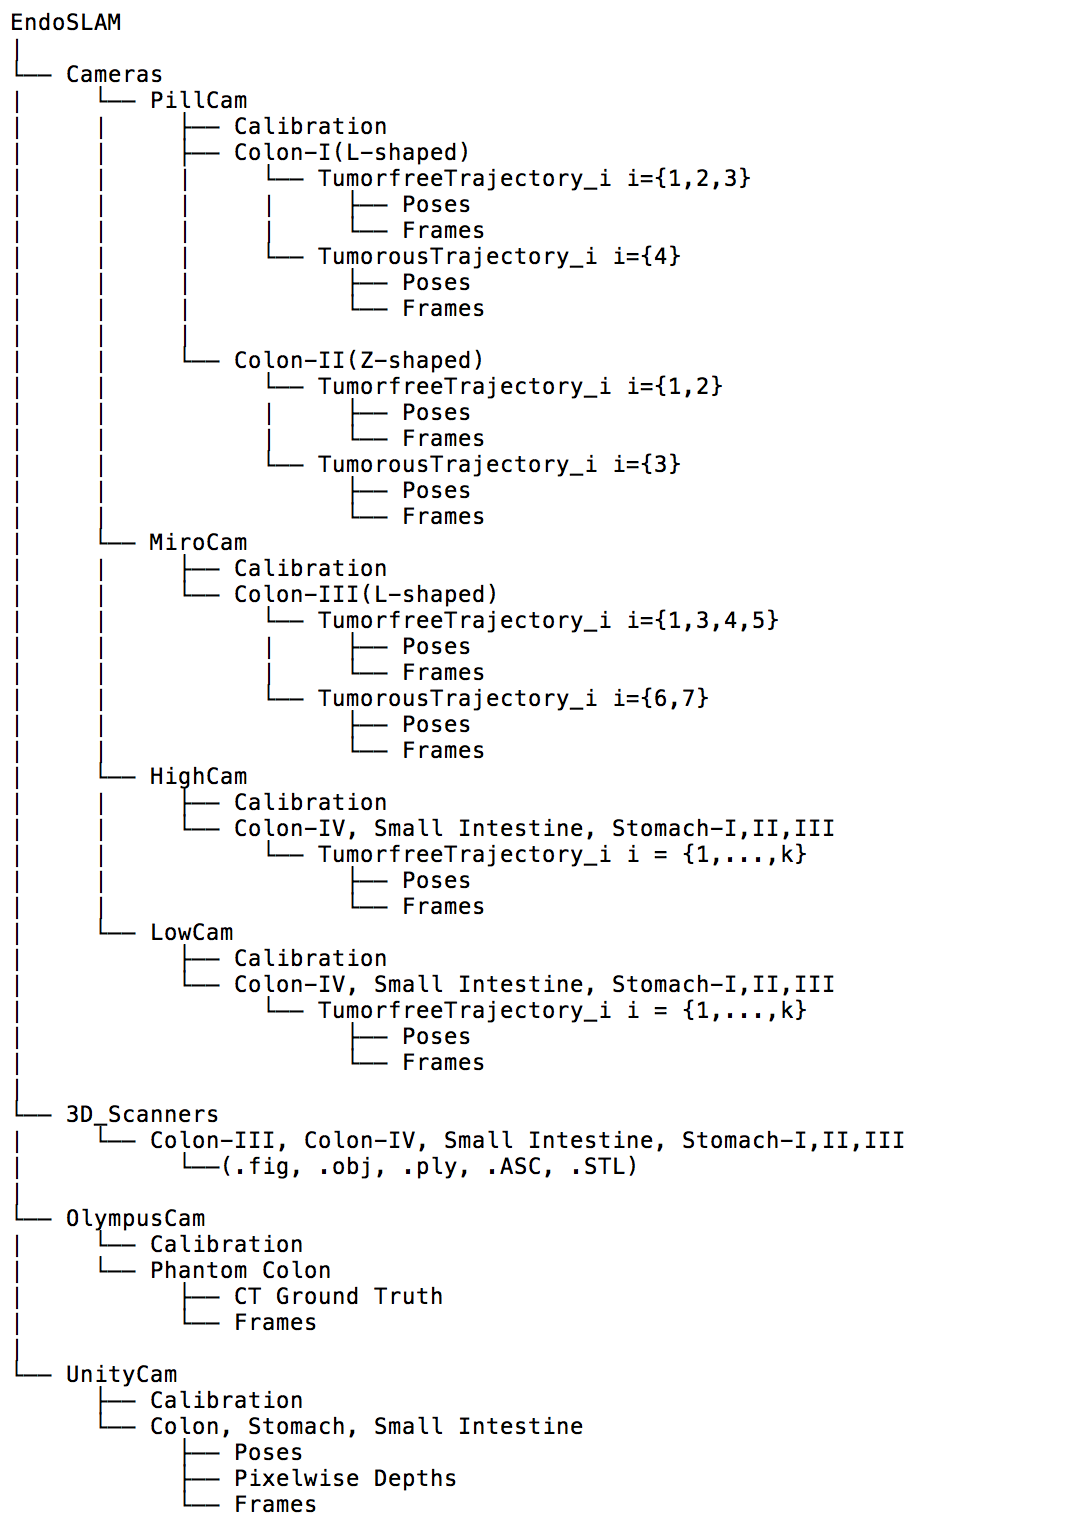 EndoSLAM
Cameras
PillCam
Calibration
Colon-I(L-shaped)
TumorfreeTrajectory_i i={1,2,3}
Poses
Frames
TumorousTrajectory_i i={4}
Poses
Frames
Colon-II(Z-shaped)
TumorfreeTrajectory_i i={1,2}
Poses
Frames
TumorousTrajectory_i i={3}
Poses
Frames
MiroCam
Calibration
Colon-III(L-shaped)
TumorfreeTrajectory_i i={1,3,4,5}
Poses
Frames
TumorousTrajectory_i i={6,7}
Poses
Frames
HighCam
Calibration
Colon-IV, Small Intestine, Stomach-I,II,III
TumorfreeTrajectory_i i = {1,...,k}
Poses
Frames
LowCam
Calibration
Colon-IV, Small Intestine, Stomach-I,II,III
TumorfreeTrajectory_i i = {1,...,k}
Poses
Frames
3D_Scanners
Colon-III, Colon-IV, Small Intestine, Stomach-I,II,III
(.fig, .obj, .ply, .ASC, .STL)
OlympusCam
Calibration
Phantom Colon
CT Ground Truth
Frames
UnityCam
Calibration
Colon, Stomach, Small Intestine
Poses
Pixelwise Depths
Frames